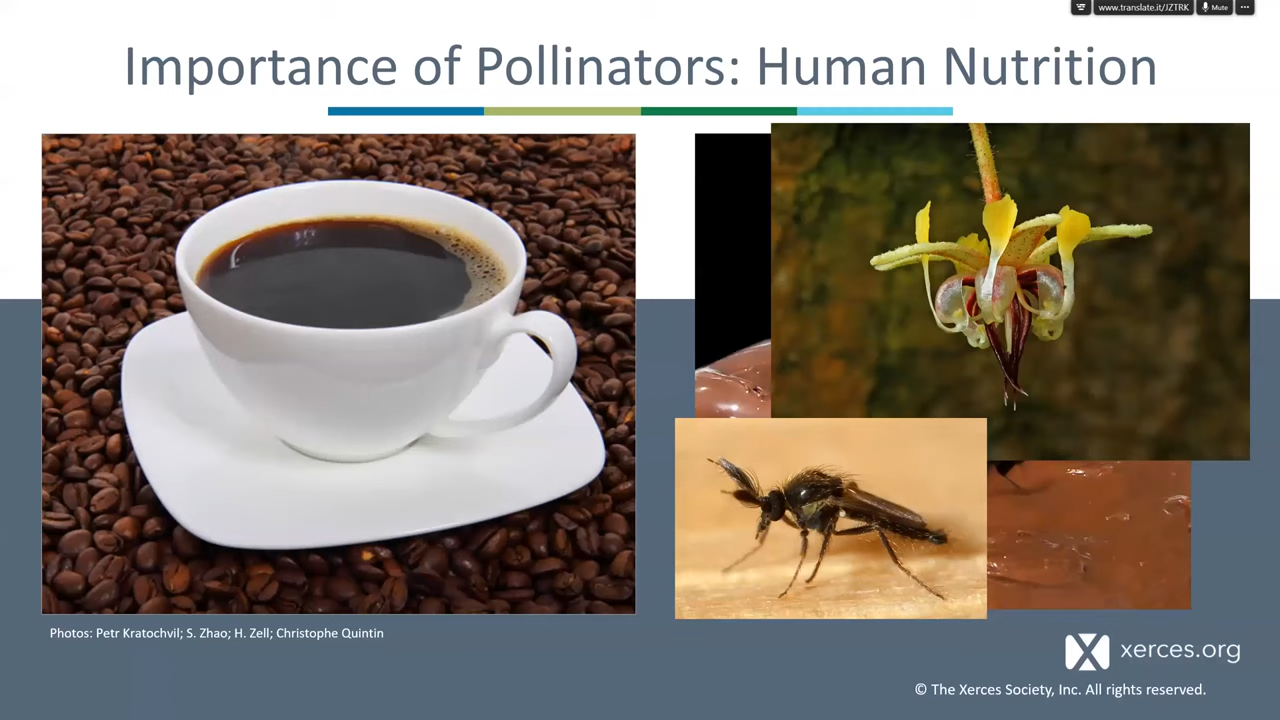 www.translate.it/JZTRK
Mute
Importance of Pollinators: Human Nutrition
Photos: Petr Kratochvil; S. Zhao; H. Zell; Christophe Quintin
xerces.org
© The Xerces Society, Inc. All rights reserved.